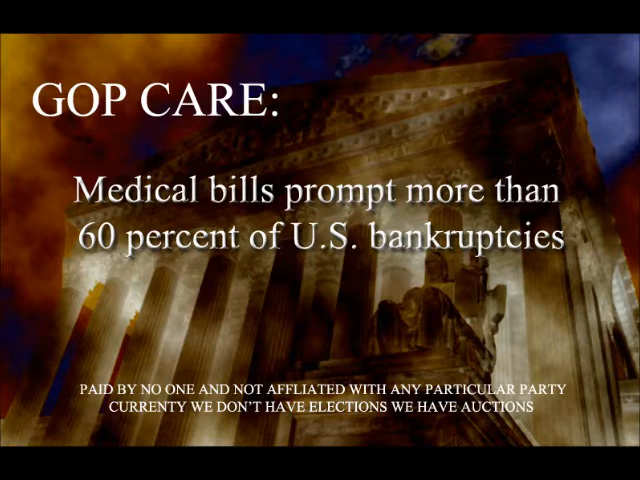 GOP CARE:
Medical bills prompt more than
60 percent of U.S. bankruptcies
PAID BY NO ONE AND NOT AFFLIATED WITH ANY PARTICULAR PARTY
CURRENTY WE DON'T HAVE ELECTIONS WE HAVE AUCTIONS